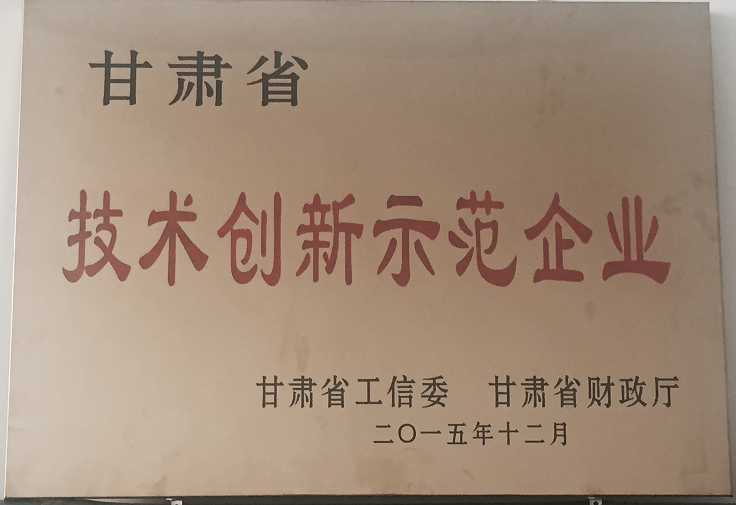 甘肃省
技术创新示范企业
甘肃省工信委 甘肃省财政厅
二〇一五年十二月